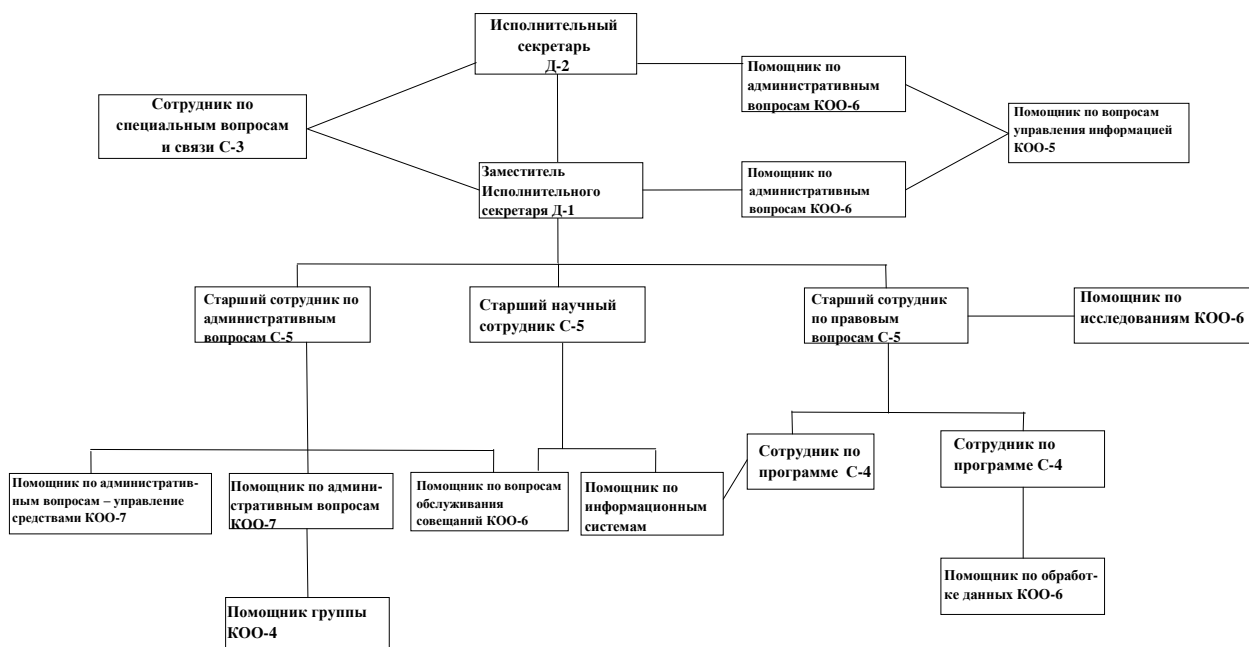 Исполнительный
секретарь
Д-2
Помощник по
административным
вопросам КОО-6
Сотрудник по
специальным вопросам
и связи С-3
Помощник по вопросам
управления информацией
КОО-5
Заместитель
Исполнительного
секретаря Д-1
Помощник по
административным
вопросам КОО-6
Старший сотрудник по
административным
вопросам С-5
Старший научный
сотрудник С-5
Старший сотрудник
по правовым
вопросам С-5
Помощник по
исследованиям КОО-6
Сотрудник по
программе С-4
Сотрудник по
программе С-4
Помощник по административ-
ным вопросам – управление
средствами КОО-7
Помощник по админи-
стративным вопросам
КОО-7
Помощник по вопросам
обслуживания
совещаний КОО-6
Помощник по
информационным
системам
Помощник по обработ-
ке данных КОО-6
Помощник группы
КОО-4